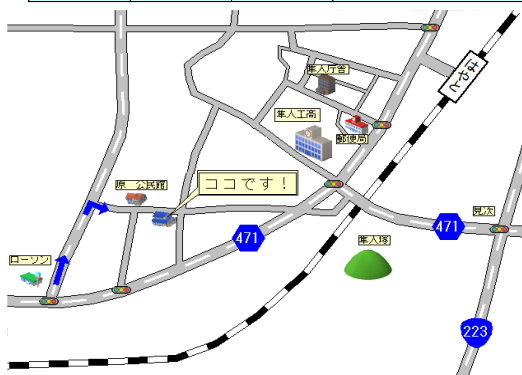 隼人庁舎
はやと
隼人工高
郵便局
原 公民館
ココです！
見次
471
471
隼人塚
ローソン
223